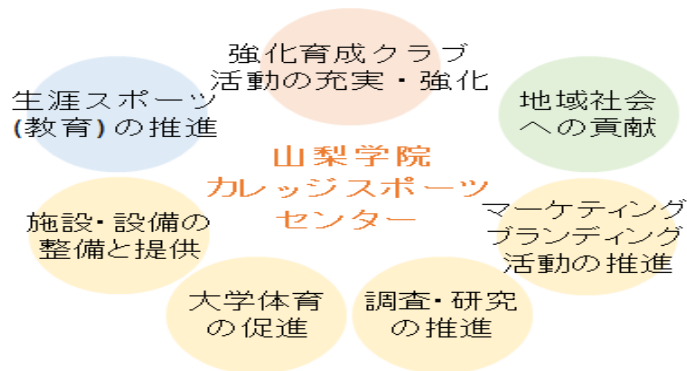 強化育成クラブ
活動の充実・強化
生涯スポーツ
(教育)の推進
地域社会
への貢献
山梨学院
カレッジスポーツ
センター
施設・設備の
整備と提供
マーケティング
ブランディング
活動の推進
大学体育
の促進
調査・研究
の推進